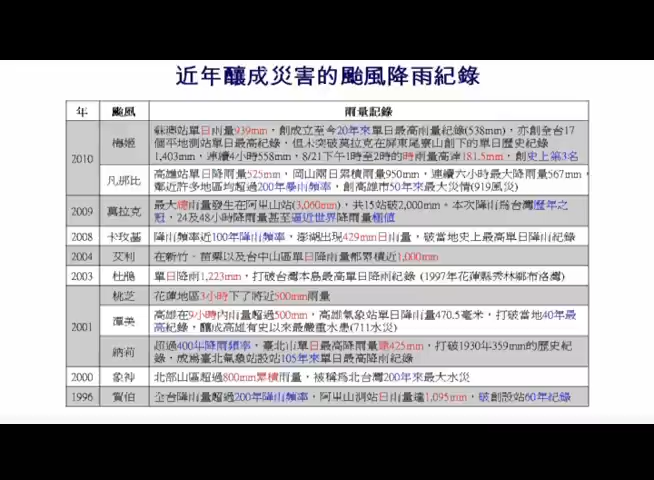 近年釀成災害的颱風降雨紀錄
年 颱風 雨量記錄
2010 梅姬 蘇澳站單日雨量939mm，創成立至今20年來單日最高雨量紀錄(538mm)，亦創全台17
個平地測站單日最高紀錄，但未突破莫拉克在屏東尾寮山創下的單日歷史紀錄
1,403mm，連續4小時558mm，8/21下午1時至2時的時雨量高達181.5mm，創史上第3名
凡那比 高雄站單日雨量525mm，岡山兩日累積雨量950mm，連續六小時最大降雨量567mm，
鄰近許多地區均超過200年暴雨頻率，創高雄市50年來最大災情(919風災)
2009 莫拉克 最大總雨量發生在阿里山站(3,060mm)，共15站破2,000mm。本次降雨為台灣歷年之
冠，24及48小時降雨量甚至逼近世界降雨量極值
2008 卡玫基 降雨頻率近100年降雨頻率，澎湖出現429mm日雨量，破當地史上最高單日降雨紀錄
2004 艾利 在新竹、苗栗以及台中山區單日降雨量都累積近1,000mm
2003 杜鵑 單日降雨1,223mm，打破台灣本島最高單日降雨紀錄 (1997年花蓮縣秀林鄉布洛灣)
2001 桃芝 花蓮地區3小時下了將近500mm雨量
潭美 高雄在9小時內雨量超過500mm，高雄氣象站單日降雨量470.5毫米，打破當地40年最
高紀錄，釀成高雄有史以來最嚴重水患(711水災)
納莉 超過400年降雨頻率，臺北市單日最高降雨量425mm，打破1930年359mm的歷史紀
錄，成為臺北氣象站設站105年來單日最高降雨紀錄
2000 象神 北部山區超過800mm累積雨量，被稱為北台灣200年來最大水災
1996 賀伯 全台降雨量超過200年降雨頻率，阿里山測站日雨量達1,095mm，破創設站60年紀錄